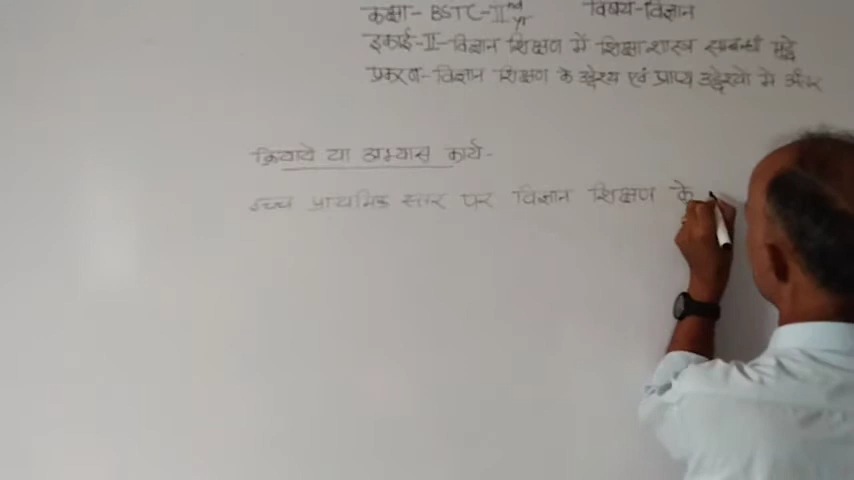 कक्षा- BSTC-IInd yr विषय-विज्ञान
इकाई-II-विज्ञान शिक्षण में शिक्षाशास्त्र सम्बन्धी मुद्दे
प्रकरण-विज्ञान शिक्षण के उद्देश्य एवं प्राप्य उद्देश्यों में अंतर
क्रियाये या अभ्यास कार्य-
उच्च प्राथमिक स्तर पर विज्ञान शिक्षण के